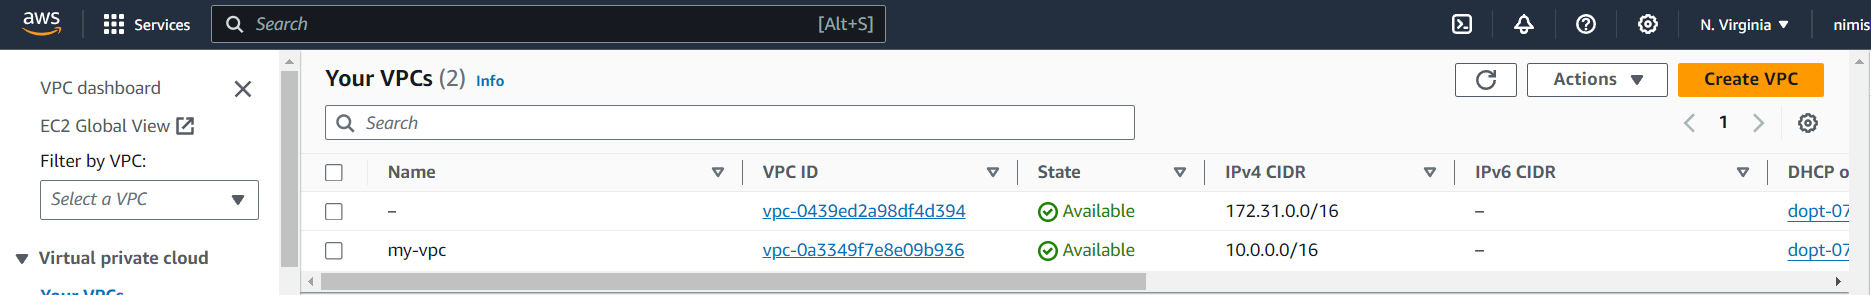 aws Services Search [Alt+S] N. Virginia nimis
VPC dashboard
EC2 Global View
Filter by VPC:
Select a VPC
Virtual private cloud
Your VPCs
Your VPCs (2) Info Actions Create VPC
Search 1
Name VPC ID State IPv4 CIDR IPv6 CIDR DHCP o
– vpc-0439ed2a98df4d394 Available 172.31.0.0/16 – dopt-07
my-vpc vpc-0a3349f7e8e09b936 Available 10.0.0.0/16 – dopt-07